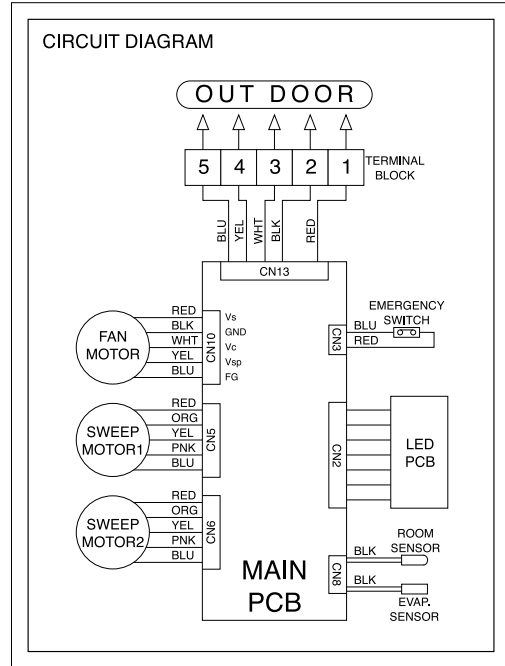 CIRCUIT DIAGRAM
OUT DOOR
5 4 3 2 1
TERMINAL
BLOCK
BLU YEL WHT BLK RED
CN13
FAN
MOTOR
RED
BLK
WHT
YEL
BLU
CN10
Vs
GND
Vc
Vsp
FG
EMERGENCY
SWITCH
CN3
BLU
RED
SWEEP
MOTOR1
RED
ORG
YEL
PNK
BLU
CN5
CN2
LED
PCB
SWEEP
MOTOR2
RED
ORG
YEL
PNK
BLU
CN6
MAIN
PCB
CN8
BLK
ROOM
SENSOR
BLK
EVAP.
SENSOR